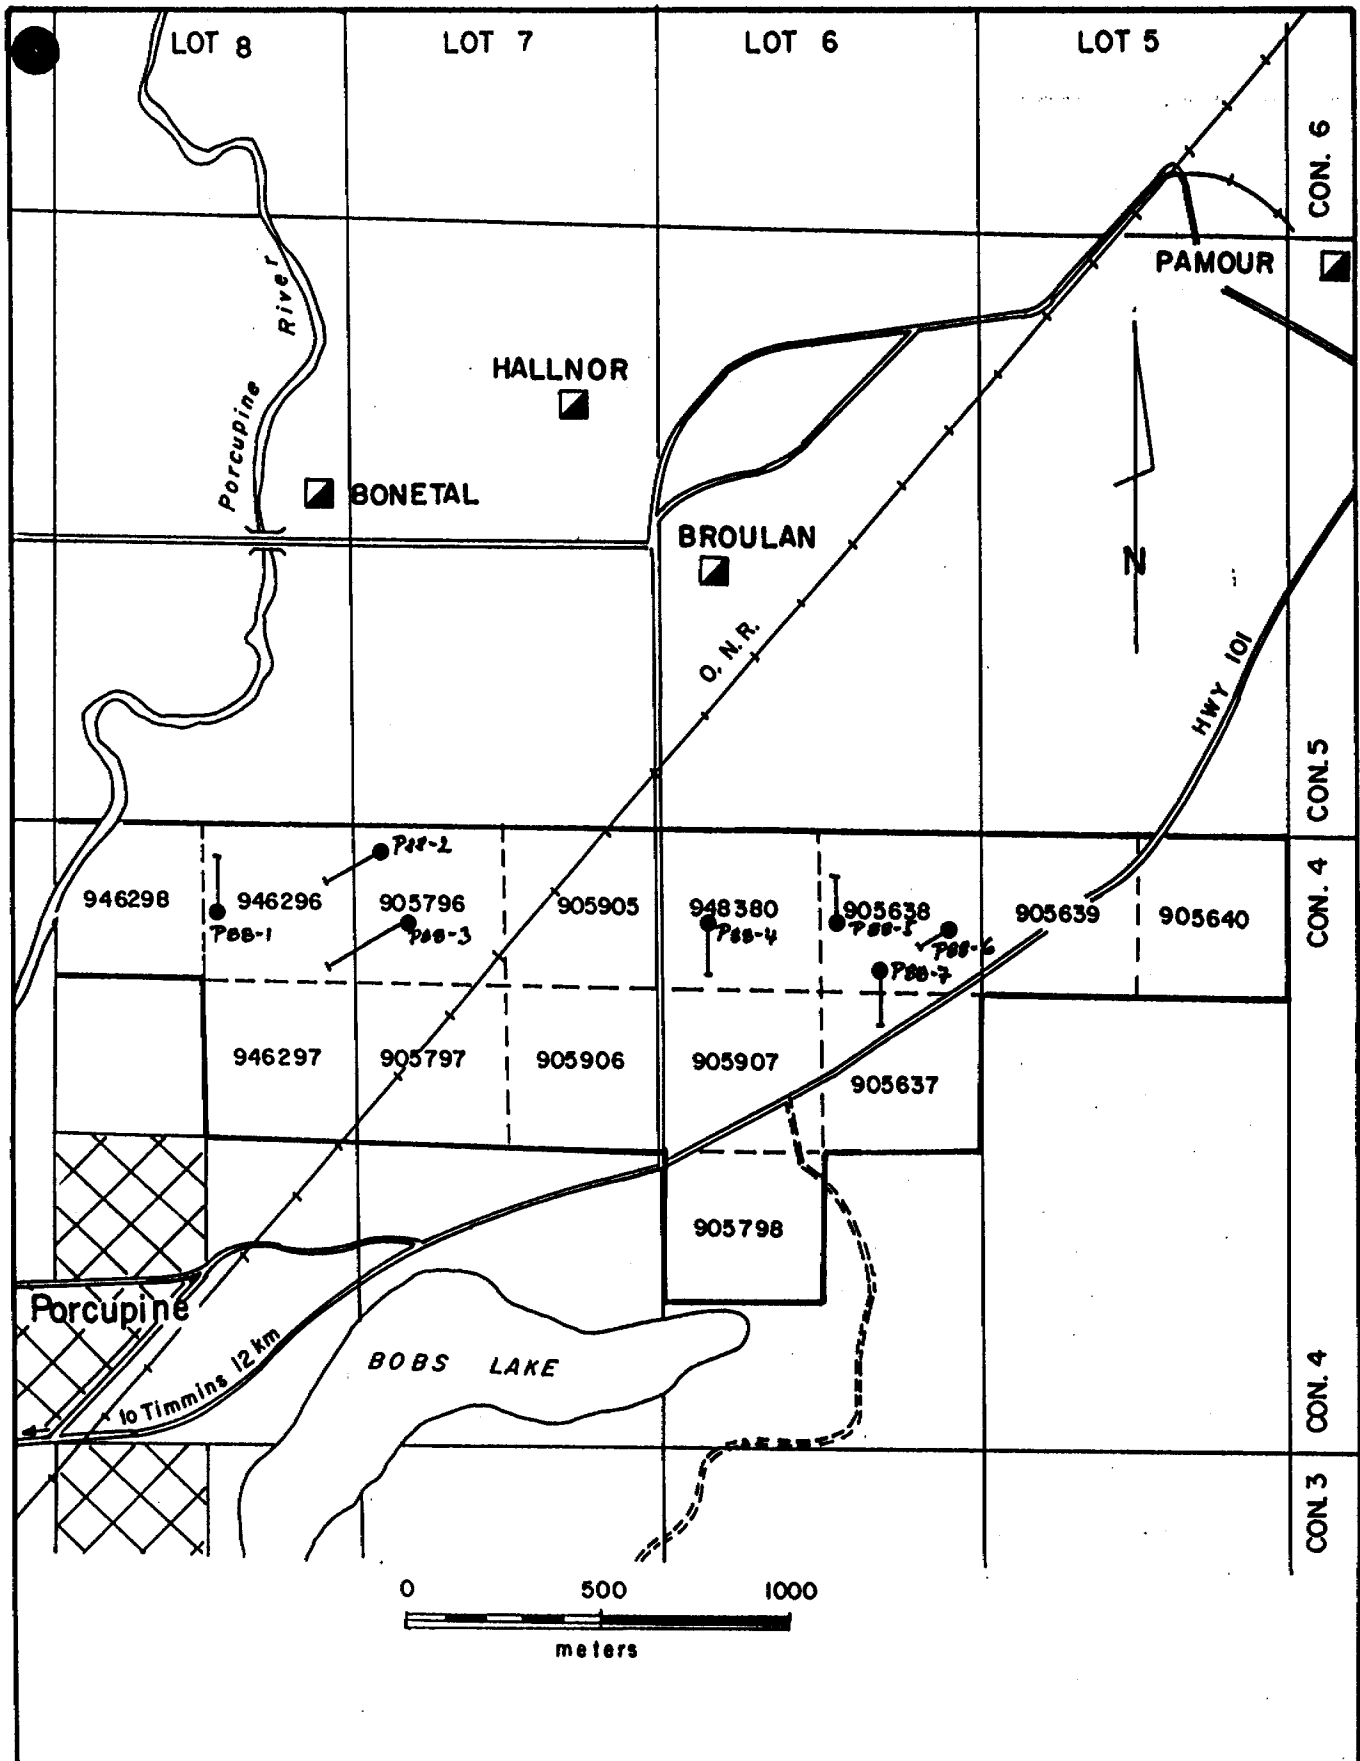 LOT 8
LOT 7
LOT 6
LOT 5
CON. 6
PAMOUR
Porcupine River
HALLNOR
BONETAL
BROULAN
N
O. N. R.
HWY 101
CON. 5
CON. 4
946298
946296
905796
905905
948380
905638
905639
905640
P88-1
P88-2
P88-3
P88-4
P88-5
P88-6
P88-7
946297
905797
905906
905907
905637
905798
Porcupine
to Timmins 12 km
BOBS LAKE
CON. 4
CON. 3
0 500 1000
meters